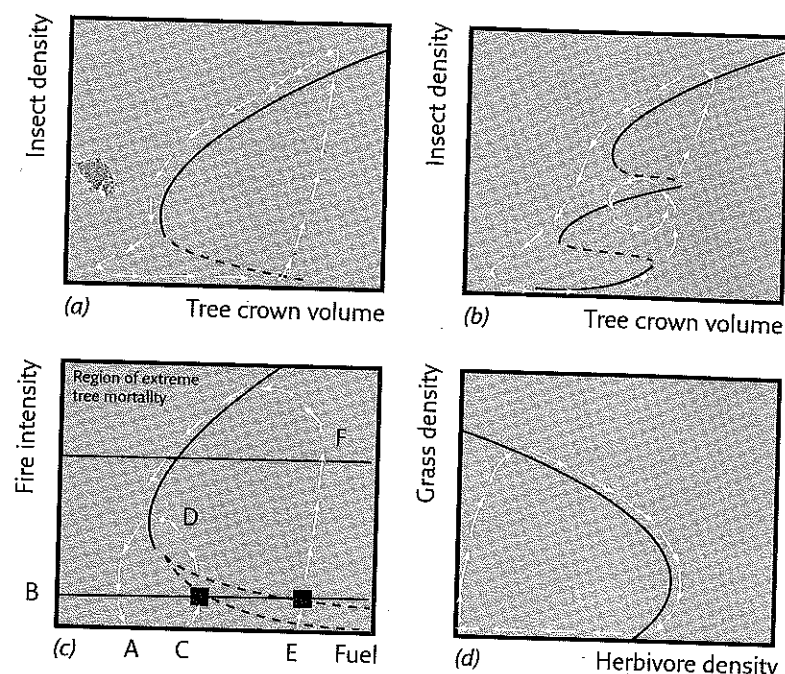 Insect density
(a)
Tree crown volume
Insect density
(b)
Tree crown volume
Fire intensity
Region of extreme
tree mortality
F
D
B
(c)
A
C
E
Fuel
Grass density
(d)
Herbivore density